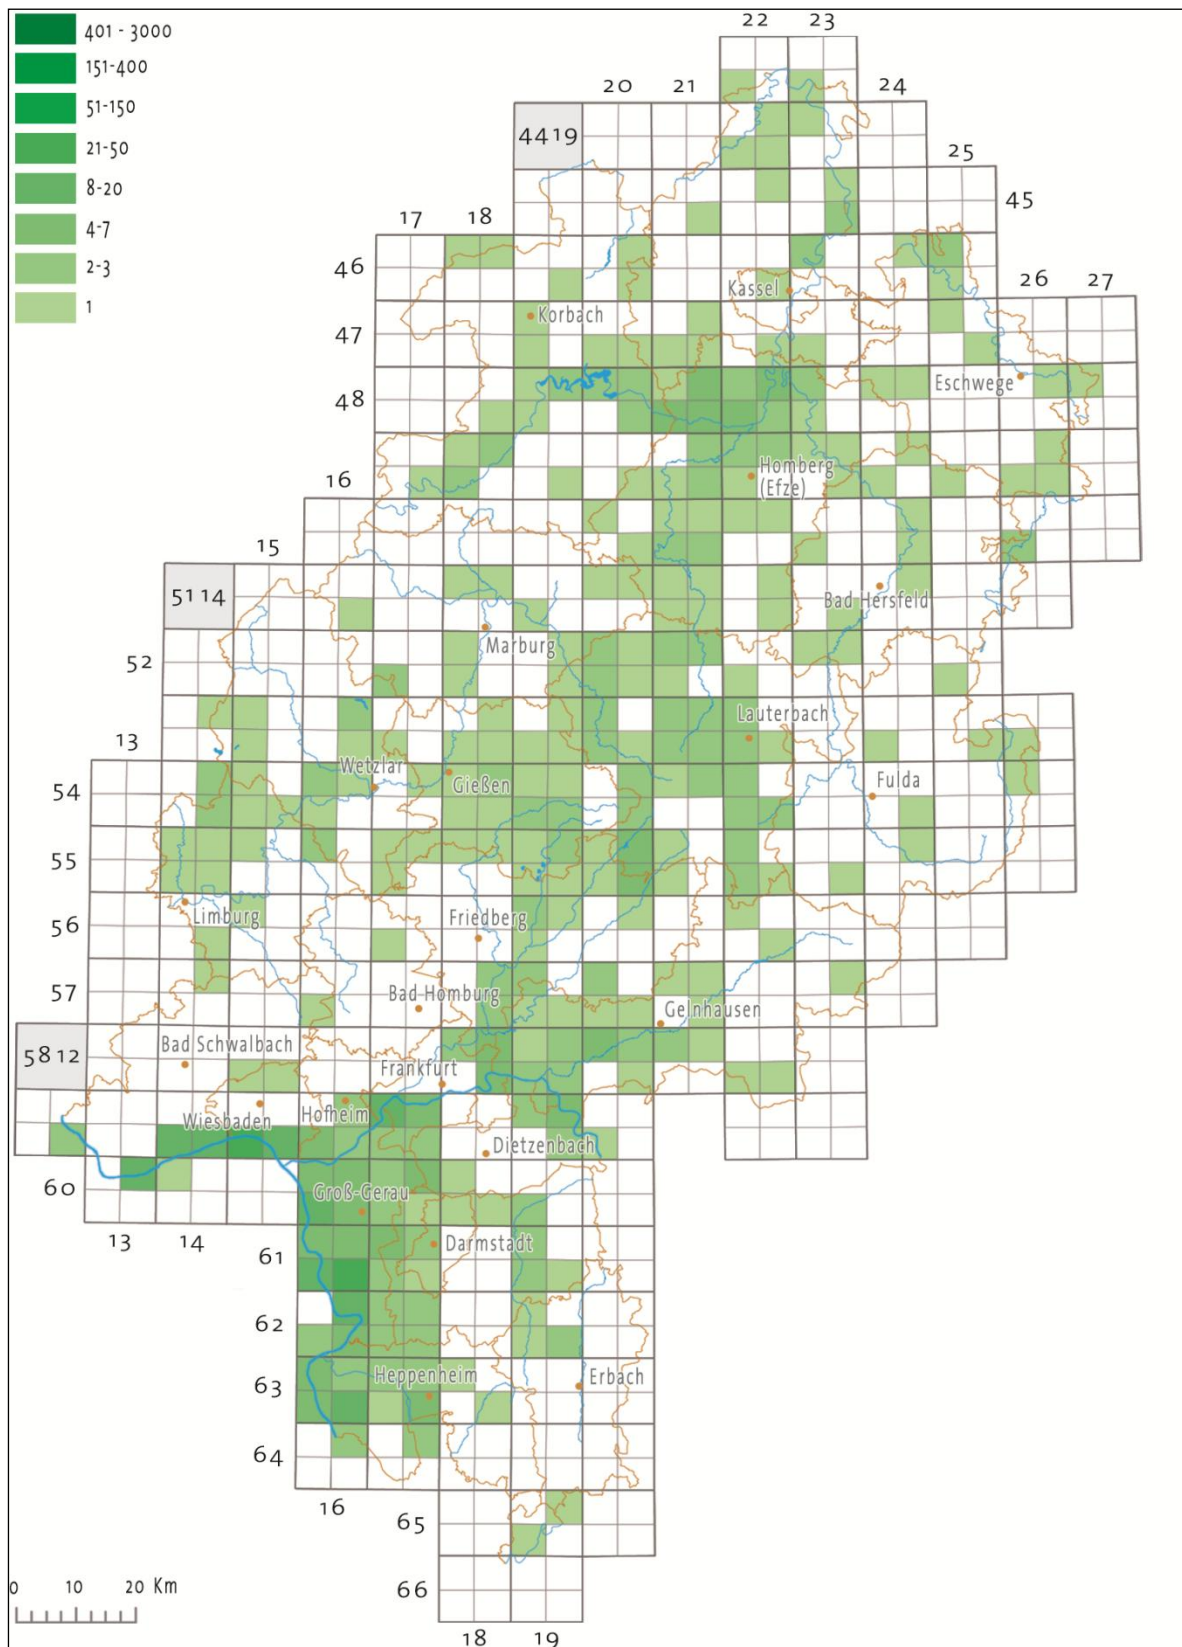 401 - 3000
151-400
51-150
21-50
8-20
4-7
2-3
1
22 23
20 21 24
4419
25
45
17 18
46
26 27
Kassel
Korbach
47
Eschwege
48
Homberg
(Efze)
16
15
5114
Bad Hersfeld
Marburg
52
Lauterbach
13
Wetzlar
Gießen
Fulda
54
55
Limburg
Friedberg
56
57
Bad Homburg
Gelnhausen
5812
Bad Schwalbach
Frankfurt
Wiesbaden
Hofheim
Dietzenbach
60
Groß-Gerau
13 14
61
Darmstadt
62
63
Heppenheim
Erbach
64
16
65
0 10 20 Km
66
18 19